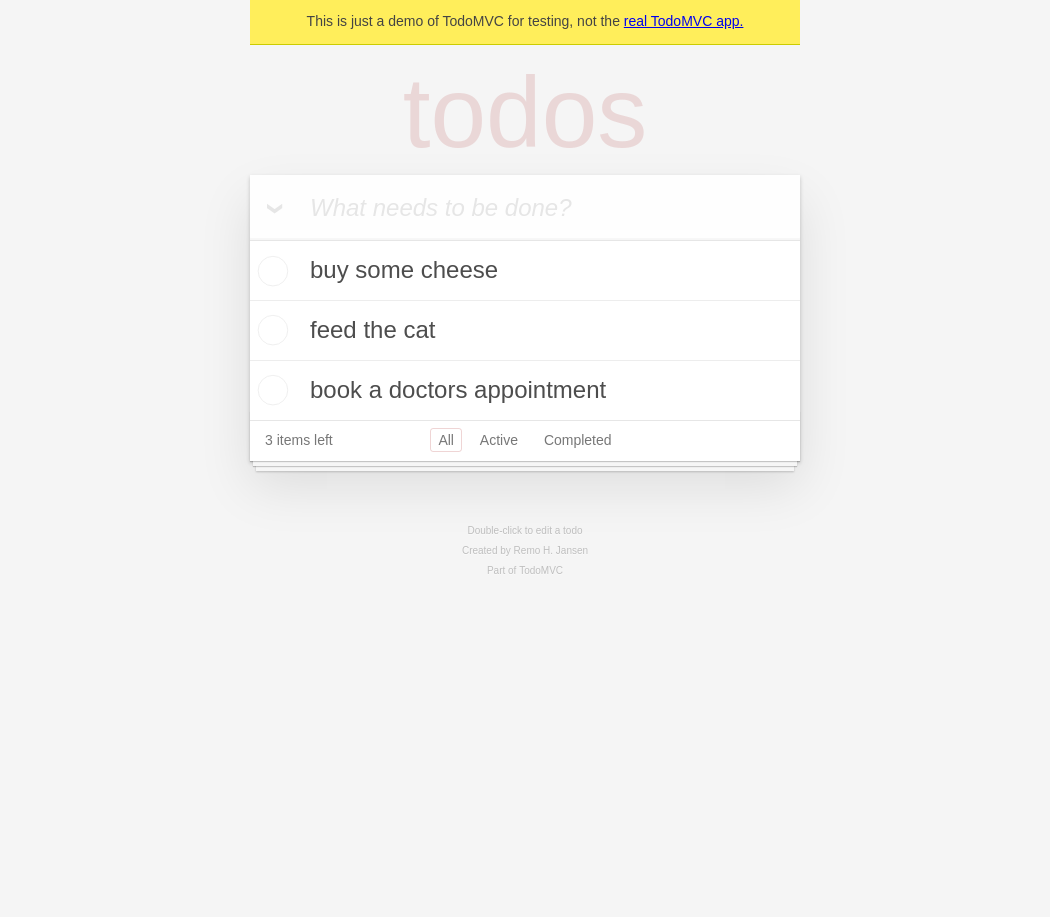 This is just a demo of TodoMVC for testing, not the real TodoMVC app.
todos
What needs to be done?
buy some cheese
feed the cat
book a doctors appointment
3 items left All Active Completed
Double-click to edit a todo
Created by Remo H. Jansen
Part of TodoMVC